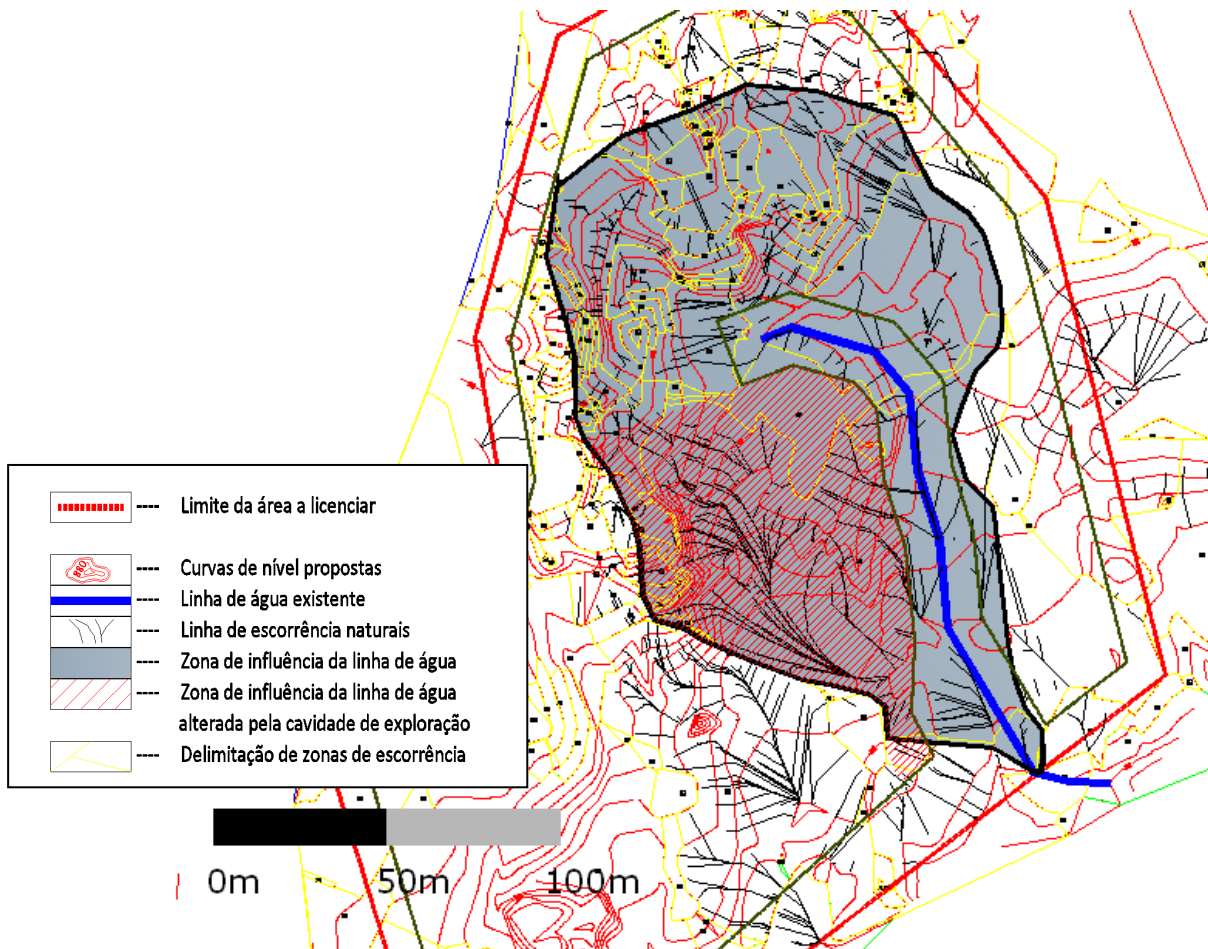 Limite da área a licenciar
Curvas de nível propostas
Linha de água existente
Linha de escorrência naturais
Zona de influência da linha de água
Zona de influência da linha de água
alterada pela cavidade de exploração
Delimitação de zonas de escorrência
0m 50m 100m